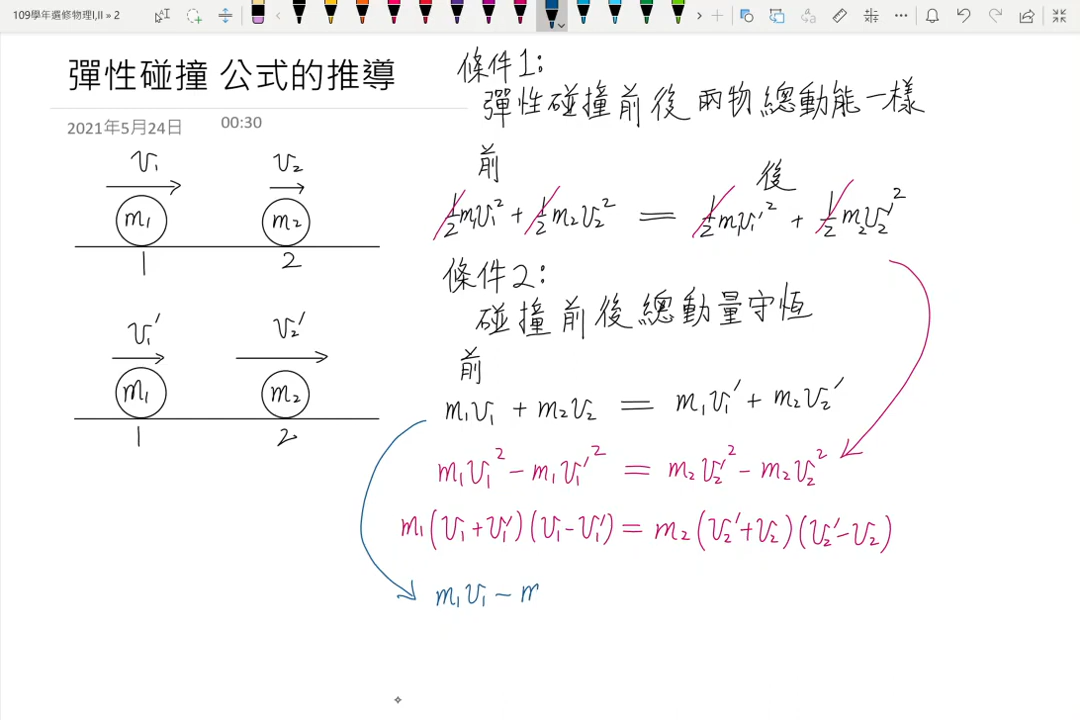 109學年選修物理I,II » 2
彈性碰撞 公式的推導
2021年5月24日 00:30
v₁ v₂
m₁ m₂
1 2
v₁′ v₂′
m₁ m₂
1 2
條件1:
彈性碰撞前後兩物總動能一樣
前 後
½m₁v₁² + ½m₂v₂² = ½m₁v₁′² + ½m₂v₂′²
條件2:
碰撞前後總動量守恆
前
m₁v₁ + m₂v₂ = m₁v₁′ + m₂v₂′
m₁v₁² − m₁v₁′² = m₂v₂′² − m₂v₂²
m₁(v₁+v₁′)(v₁−v₁′) = m₂(v₂′+v₂)(v₂′−v₂)
m₁v₁ − m